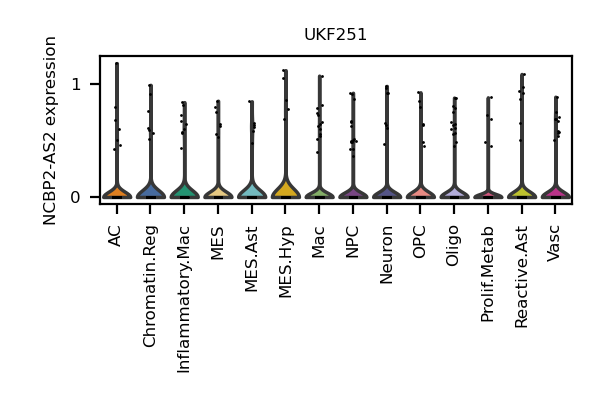 UKF251
NCBP2-AS2 expression
1
0
AC
Chromatin.Reg
Inflammatory.Mac
MES
MES.Ast
MES.Hyp
Mac
NPC
Neuron
OPC
Oligo
Prolif.Metab
Reactive.Ast
Vasc